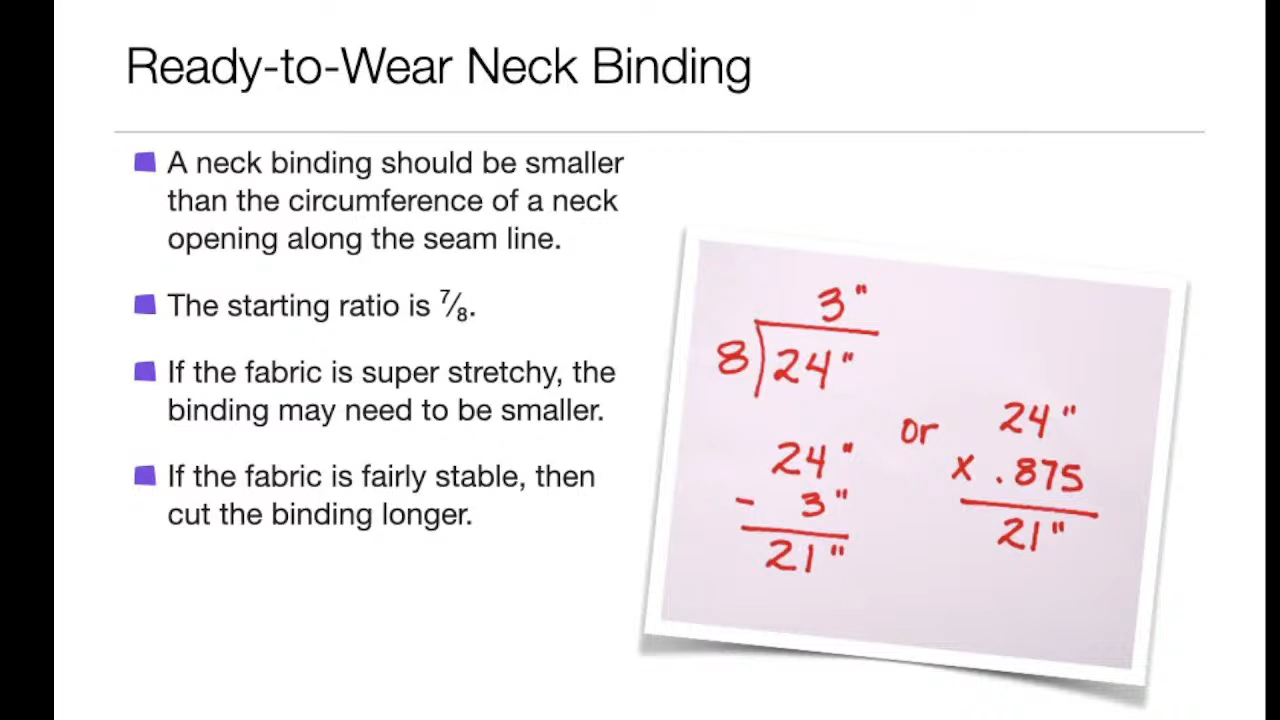 Ready-to-Wear Neck Binding
A neck binding should be smaller
than the circumference of a neck
opening along the seam line.
The starting ratio is ⅞.
If the fabric is super stretchy, the
binding may need to be smaller.
If the fabric is fairly stable, then
cut the binding longer.
3"
8 24"
24"
- 3"
21"
or
24"
x .875
21"